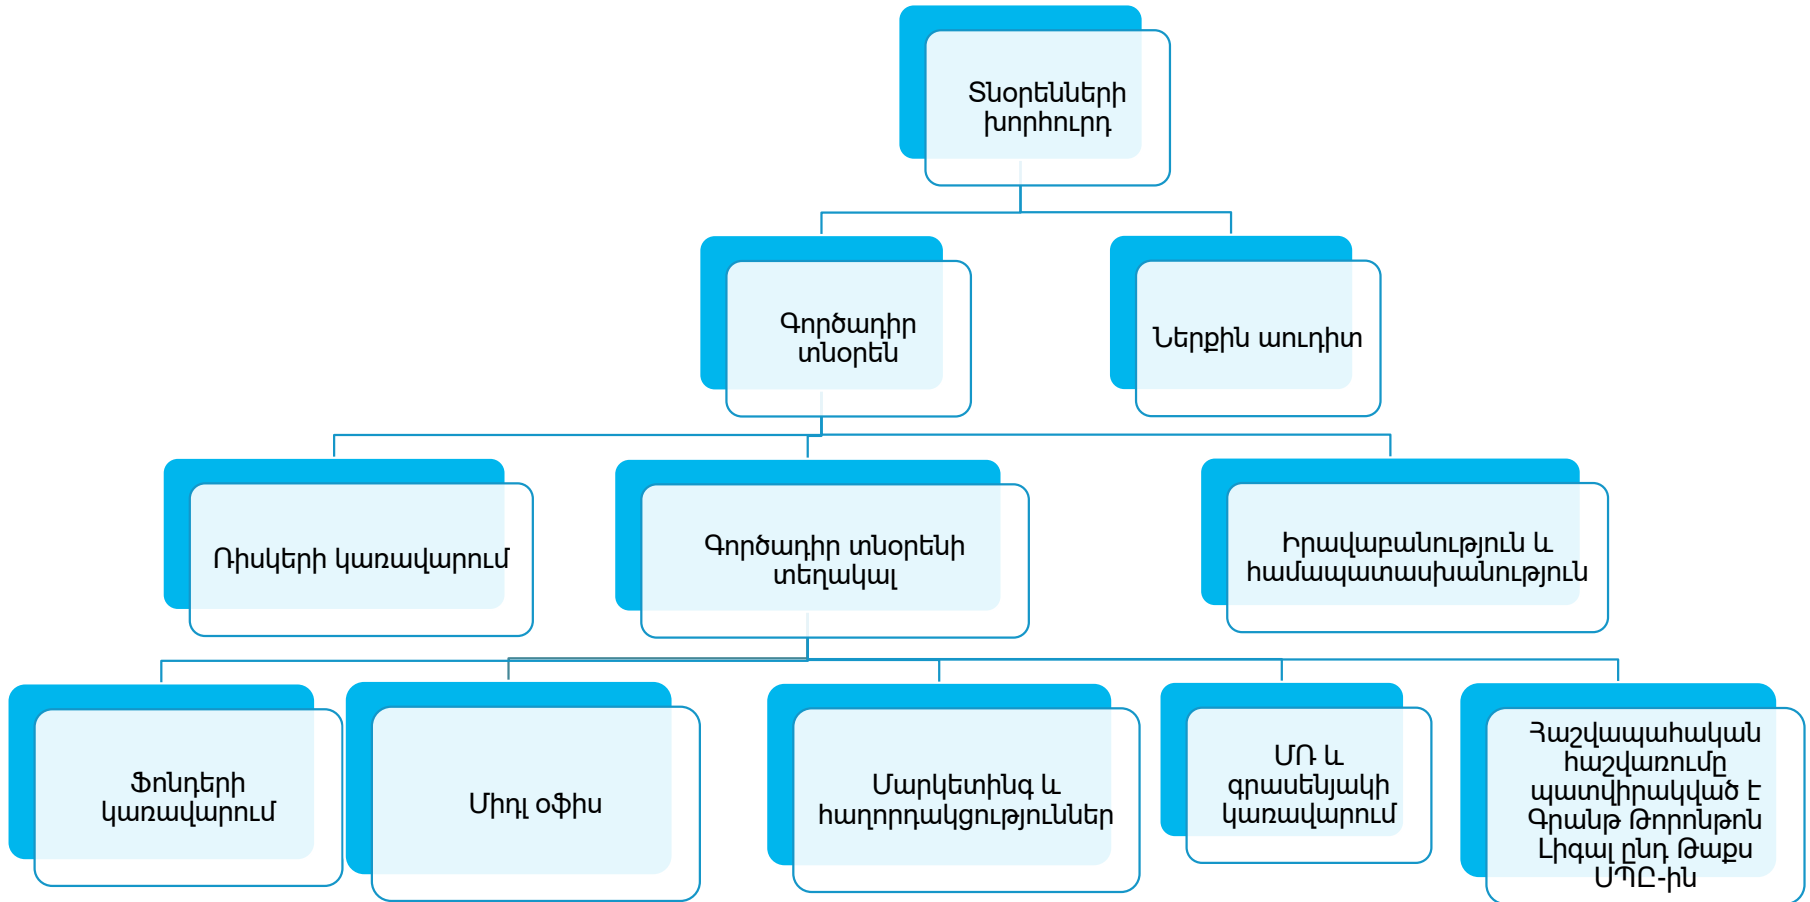 Տնօրենների
խորհուրդ
Գործադիր
տնօրեն
Ներքին աուդիտ
Ռիսկերի կառավարում
Գործադիր տնօրենի
տեղակալ
Իրավաբանություն և
համապատասխանություն
Ֆոնդերի
կառավարում
Միդլ օֆիս
Մարկետինգ և
հաղորդակցություններ
ՄՌ և
գրասենյակի
կառավարում
Հաշվապահական
հաշվառումը
պատվիրակված է
Գրանթ Թորոնթոն
Լիգալ ընդ Թաքս
ՍՊԸ-ին